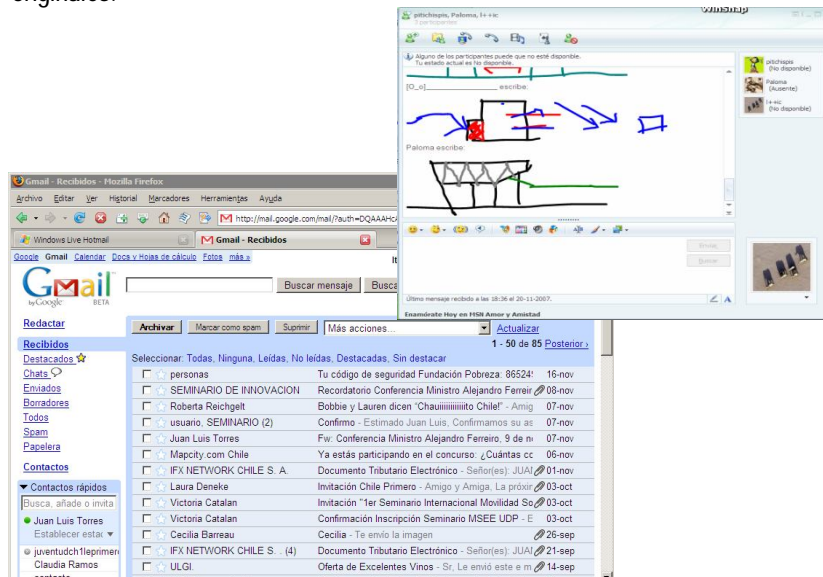 originales.
WinSnap
pitichispis, Paloma, l++ic
3 participantes
Alguno de los participantes puede que no esté disponible.
Tu estado actual es No disponible.
[O_o]__________ escribe:
Paloma escribe:
pitichispis
(No disponible)
Paloma
(Ausente)
l++ic
(No disponible)
Enviar
Buscar
Último mensaje recibido a las 18:36 el 20-11-2007.
A
Enamórate Hoy en MSN Amor y Amistad
Gmail - Recibidos - Mozilla Firefox
Archivo Editar Ver Historial Marcadores Herramientas Ayuda
http://mail.google.com/mail/?auth=DQAAAHc
Windows Live Hotmail
Gmail - Recibidos
Google Gmail Calendar Docs y Hojas de cálculo Fotos más »
Gmail
by Google BETA
Buscar mensaje
Busca
Redactar
Recibidos
Destacados
Chats
Enviados
Borradores
Todos
Spam
Papelera
Contactos
Contactos rápidos
Busca, añade o invita
Juan Luis Torres
Establecer estac
juventudch1leprimero
Claudia Ramos
contacto
Archivar Marcar como spam Suprimir Más acciones... Actualizar
1 - 50 de 85 Posterior ›
Seleccionar: Todas, Ninguna, Leídas, No leídas, Destacadas, Sin destacar
personas Tu código de seguridad Fundación Pobreza: 86524 16-nov
SEMINARIO DE INNOVACION Recordatorio Conferencia Ministro Alejandro Ferreir 08-nov
Roberta Reichgelt Bobbie y Lauren dicen "Chauiiiiiiiiiiito Chile!" - Amig 07-nov
usuario, SEMINARIO (2) Confirmo - Estimado Juan Luis, Confirmamos su as 07-nov
Juan Luis Torres Fw: Conferencia Ministro Alejandro Ferreiro, 9 de n 07-nov
Mapcity.com Chile Ya estás participando en el concurso: ¿Cuántas cc 06-nov
IFX NETWORK CHILE S. A. Documento Tributario Electrónico - Señor(es): JUAI 01-nov
Laura Deneke Invitación Chile Primero - Amigo y Amiga, La próxir 03-oct
Victoria Catalan Invitación "1er Seminario Internacional Movilidad So 03-oct
Victoria Catalan Confirmación Inscripción Seminario MSEE UDP - E 03-oct
Cecilia Barreau Cecilia - Te envío la imagen 26-sep
IFX NETWORK CHILE S. . (4) Documento Tributario Electrónico - Señor(es): JUAI 21-sep
ULGI. Oferta de Excelentes Vinos - Sr, Le envió este e m 14-sep